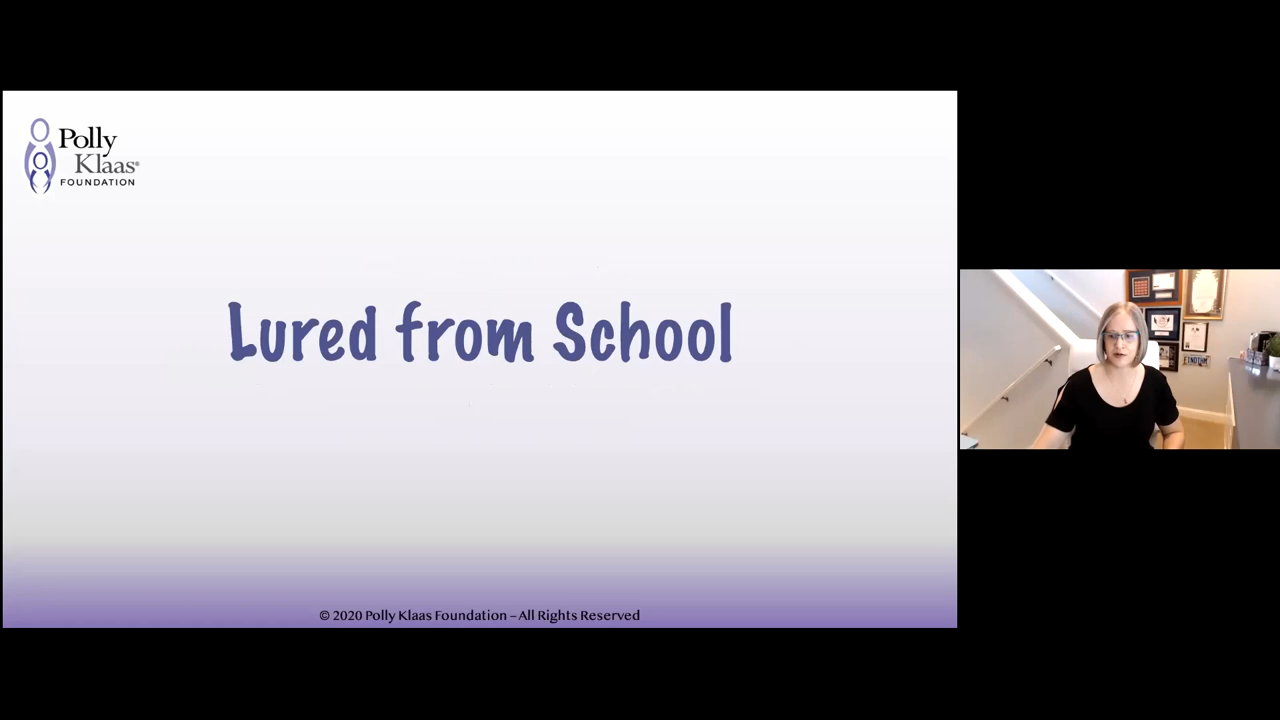 Polly
Klaas®
FOUNDATION
Lured from School
© 2020 Polly Klaas Foundation – All Rights Reserved